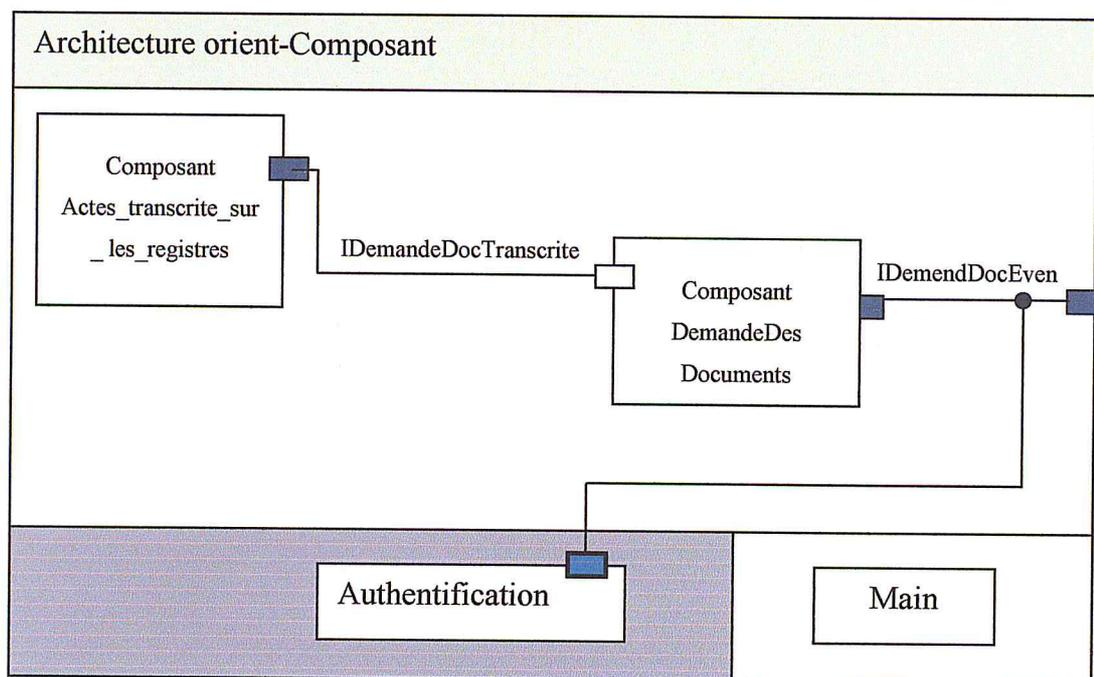 Architecture orient-Composant
Composant
Actes_transcrite_sur
_ les_registres
IDemandeDocTranscrite
Composant
DemandeDes
Documents
IDemendDocEven
Authentification
Main